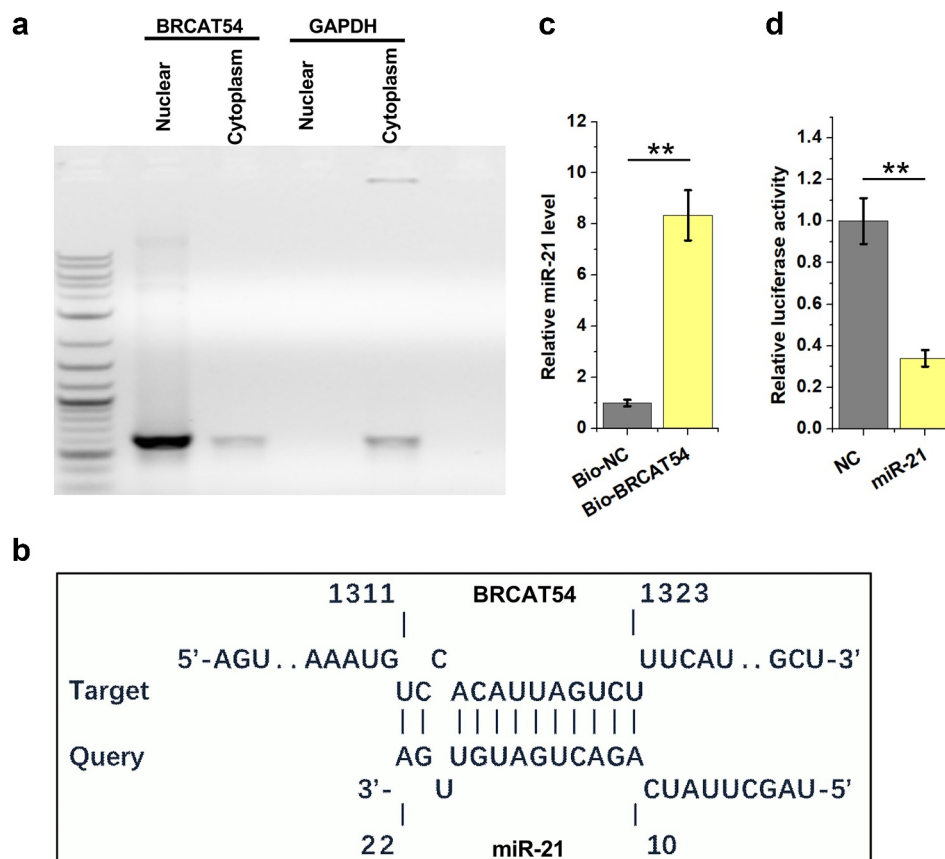 a
BRCAT54 GAPDH
Nuclear
Cytoplasm
Nuclear
Cytoplasm
c
Relative miR-21 level
12
10
8
6
4
2
0
**
Bio-NC
Bio-BRCAT54
d
Relative luciferase activity
1.4
1.2
1.0
0.8
0.6
0.4
0.2
0.0
**
NC
miR-21
b
1311 BRCAT54 1323
5'-AGU..AAAUG C UUCAU..GCU-3'
Target UC ACAUUAGUCU
Query AG UGUAGUCAGA
3'- U CUAUUCGAU-5'
22 miR-21 10